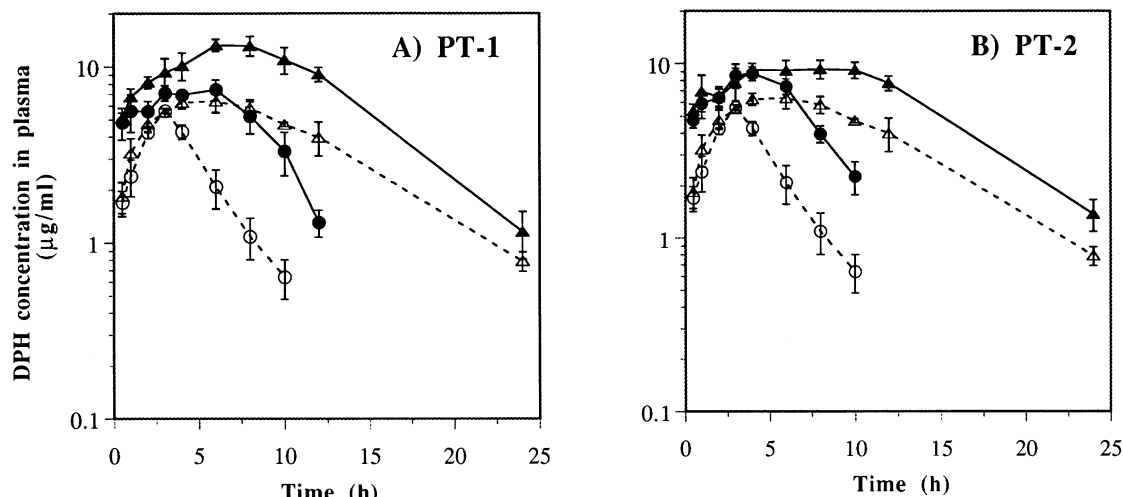 A) PT-1
B) PT-2
DPH concentration in plasma
(µg/ml)
10
1
0.1
0 5 10 15 20 25
Time (h)
10
1
0.1
0 5 10 15 20 25
Time (h)